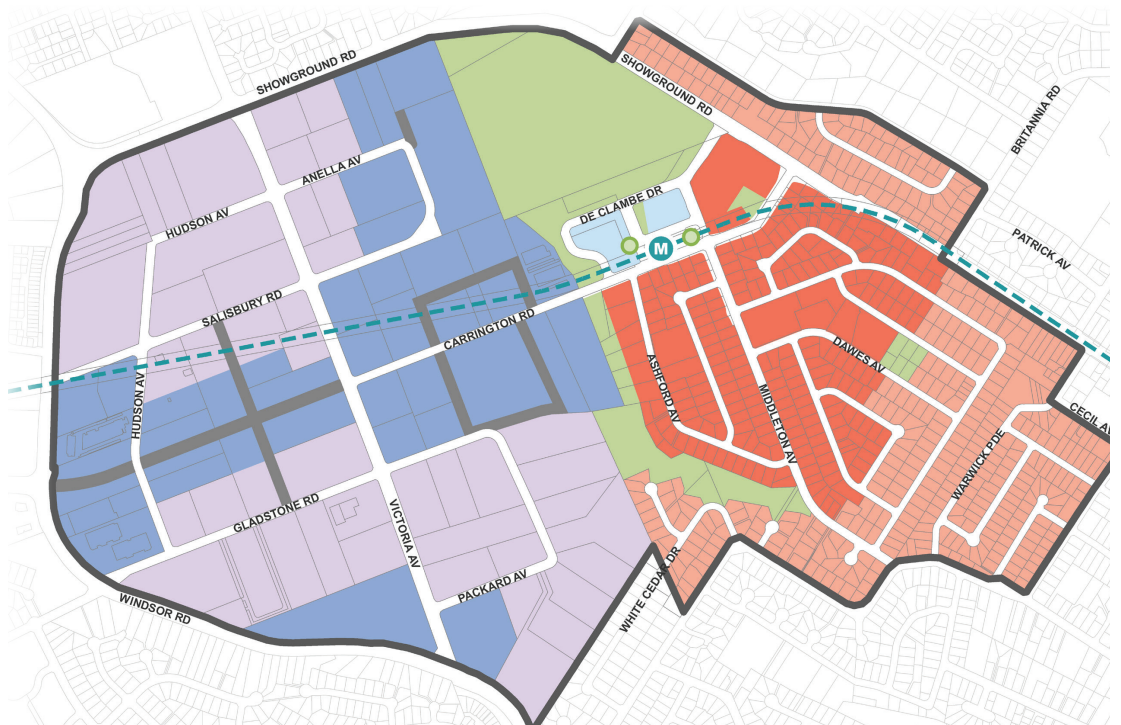 SHOWGROUND RD
SHOWGROUND RD
BRITANNIA RD
ANELLA AV
DE CLAMBE DR
HUDSON AV
PATRICK AV
M
SALISBURY RD
CARRINGTON RD
DAWES AV
ASHFORD AV
HUDSON AV
MIDDLETON AV
CECIL AV
WARWICK PDE
GLADSTONE RD
VICTORIA AV
PACKARD AV
WHITE CEDAR DR
WINDSOR RD